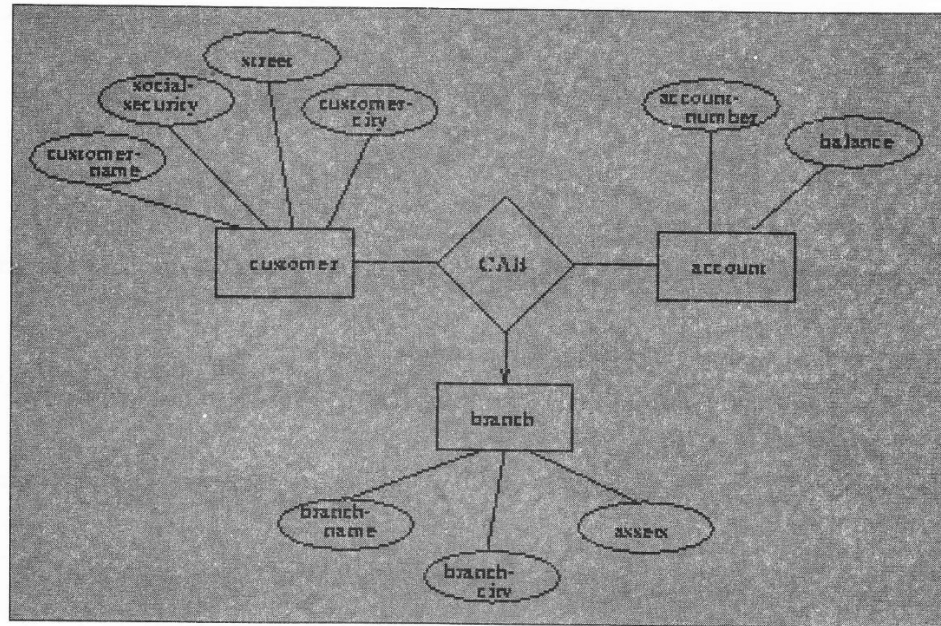 street
social-
security
customer-
city
customer-
name
account-
number
balance
customer
CAB
account
branch
branch-
name
assets
branch-
city